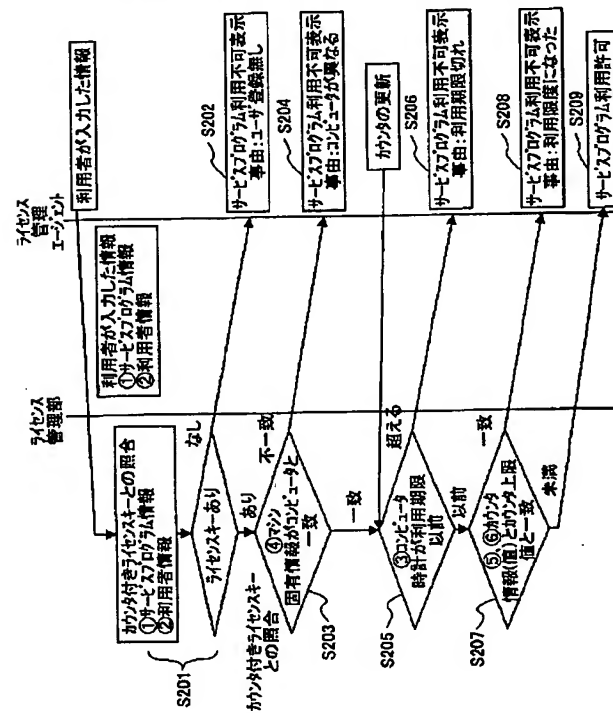 ライセンス
管理部
ライセンス
管理
エージェント
利用者が入力した情報
利用者が入力した情報
①サービスプログラム情報
②利用者情報
カウンタ付きライセンスキーとの照合
①サービスプログラム情報
②利用者情報
S201
ライセンスキーあり
なし
あり
S202
サービスプログラム利用不可表示
事由:ユーザ登録無し
カウンタ付きライセンスキー
との照合
④マシン
固有情報がコンピュータと
一致
S203
不一致
一致
S204
サービスプログラム利用不可表示
事由:コンピュータが異なる
カウンタの更新
③コンピュータ
時計が利用期限
以前
S205
超える
以前
S206
サービスプログラム利用不可表示
事由:利用期限切れ
⑤、⑥カウンタ
情報(値)とカウンタ上限
値と一致
S207
一致
未満
S208
サービスプログラム利用不可表示
事由:利用限度になった
S209
サービスプログラム利用許可